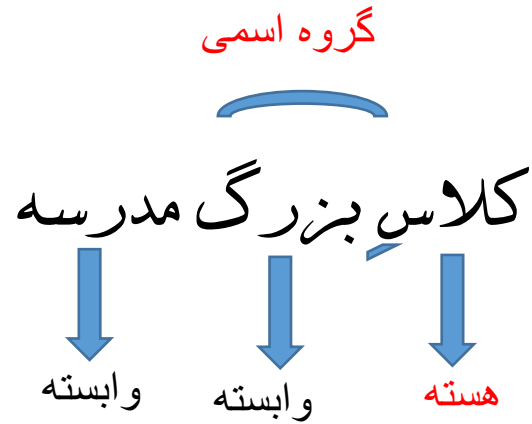 گروه اسمی
کلاسِ بزرگ مدرسه
هسته وابسته وابسته